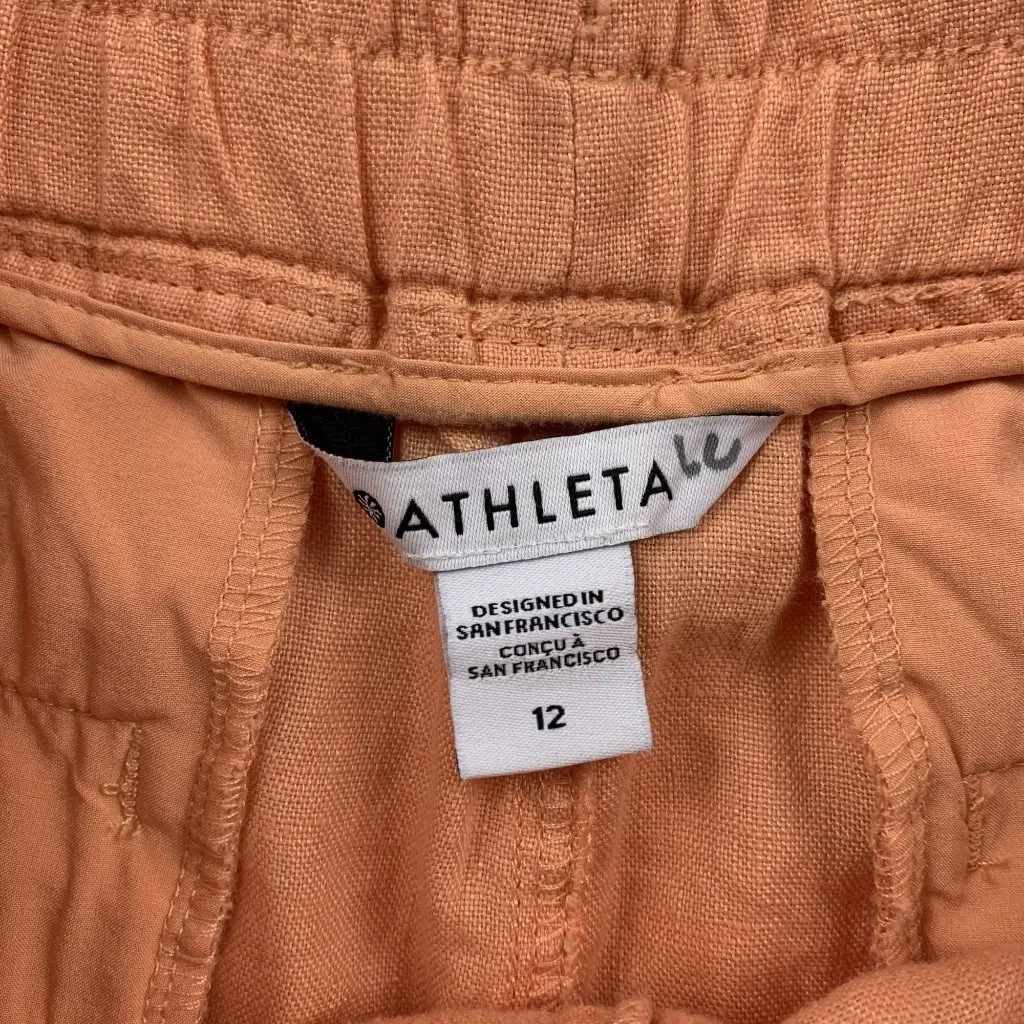 ATHLETA
DESIGNED IN
SAN FRANCISCO
CONÇU À
SAN FRANCISCO
12